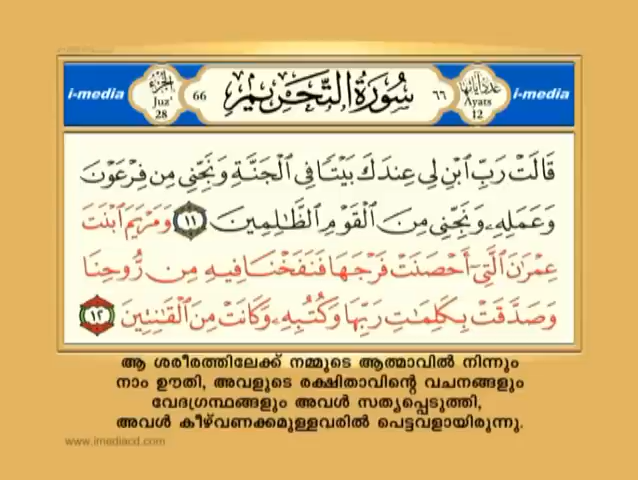 i-media
الجزء
Juz'
28
66
سُورَةُ التَّحْرِيمِ
٦٦
عدد آياتها
Ayats
12
i-media
قَالَتْ رَبِّ ابْنِ لِي عِندَكَ بَيْتًا فِي الْجَنَّةِ وَنَجِّنِي مِن فِرْعَوْنَ
وَعَمَلِهِ وَنَجِّنِي مِنَ الْقَوْمِ الظَّالِمِينَ ١١ وَمَرْيَمَ ابْنَتَ
عِمْرَانَ الَّتِي أَحْصَنَتْ فَرْجَهَا فَنَفَخْنَا فِيهِ مِن رُّوحِنَا
وَصَدَّقَتْ بِكَلِمَاتِ رَبِّهَا وَكُتُبِهِ وَكَانَتْ مِنَ الْقَانِتِينَ ١٢
ആ ശരീരത്തിലേക്ക് നമ്മുടെ ആത്മാവിൽ നിന്നും
നാം ഊതി, അവളുടെ രക്ഷിതാവിന്റെ വചനങ്ങളും
വേദഗ്രന്ഥങ്ങളും അവൾ സത്യപ്പെടുത്തി,
അവൾ കീഴ്‌വണക്കമുള്ളവരിൽ പെട്ടവളായിരുന്നു.
www.imediacd.com